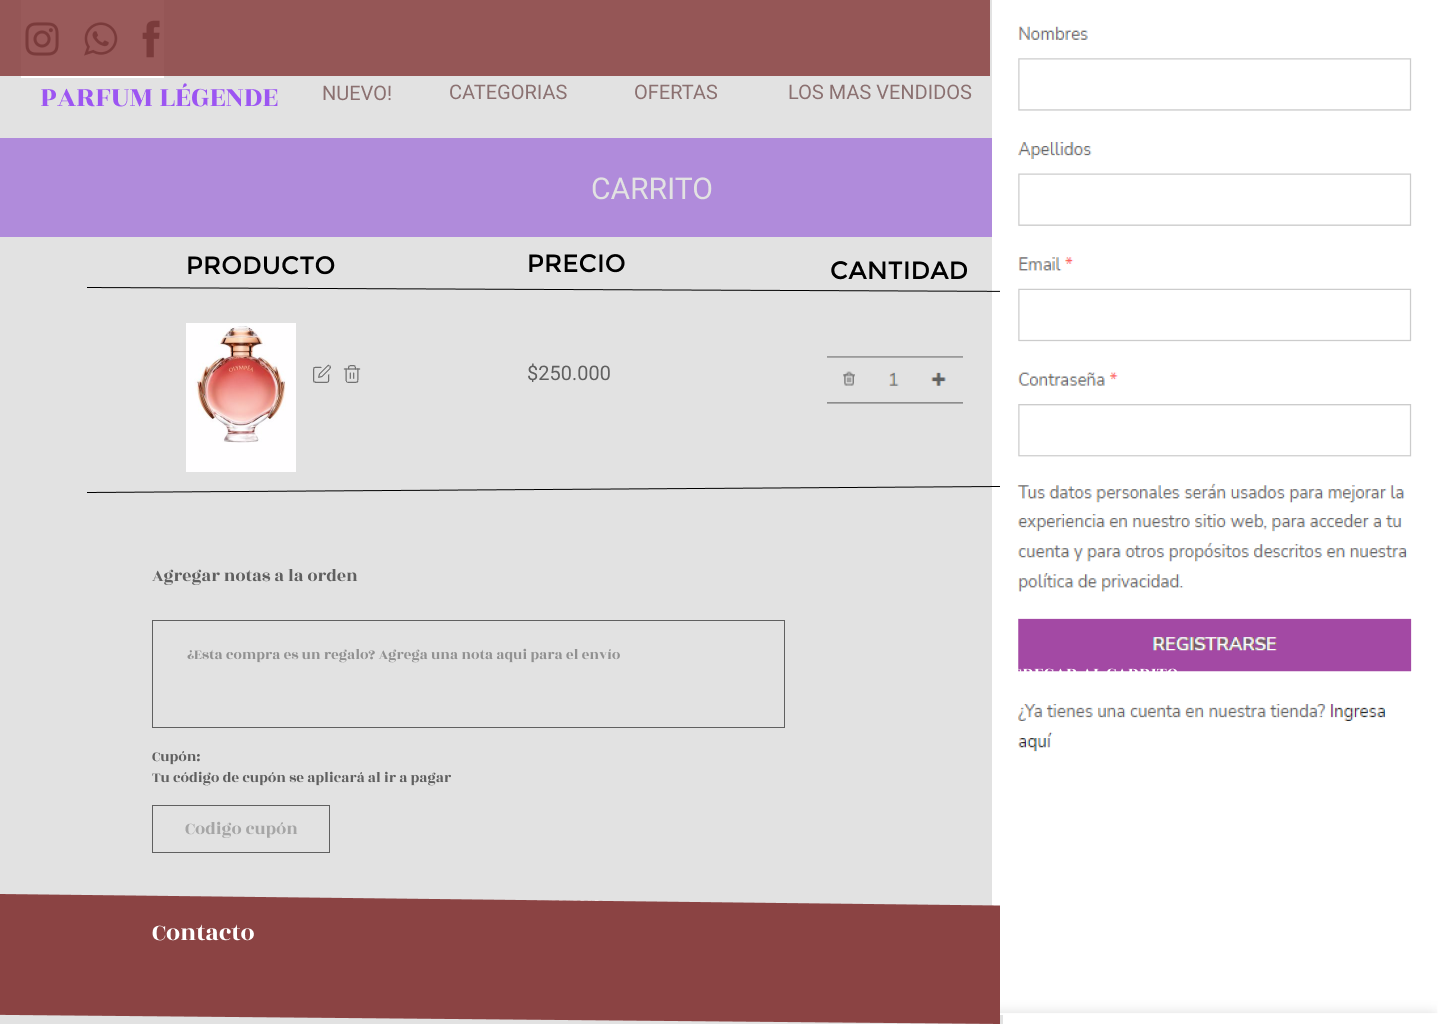 PARFUM LÉGENDE
NUEVO!
CATEGORIAS
OFERTAS
LOS MAS VENDIDOS
CARRITO
PRODUCTO
PRECIO
CANTIDAD
OLYMPEA
$250.000
1
Agregar notas a la orden
¿Esta compra es un regalo? Agrega una nota aqui para el envío
Cupón:
Tu código de cupón se aplicará al ir a pagar
Codigo cupón
Contacto
Nombres
Apellidos
Email *
Contraseña *
Tus datos personales serán usados para mejorar la
experiencia en nuestro sitio web, para acceder a tu
cuenta y para otros propósitos descritos en nuestra
política de privacidad.
REGISTRARSE
AL CARRITO
¿Ya tienes una cuenta en nuestra tienda? Ingresa
aquí